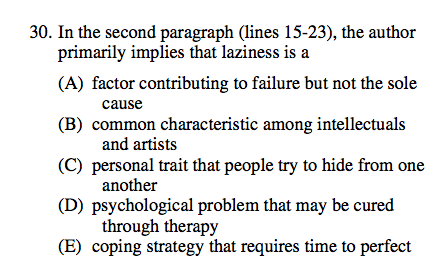 30. In the second paragraph (lines 15-23), the author
primarily implies that laziness is a
(A) factor contributing to failure but not the sole
cause
(B) common characteristic among intellectuals
and artists
(C) personal trait that people try to hide from one
another
(D) psychological problem that may be cured
through therapy
(E) coping strategy that requires time to perfect